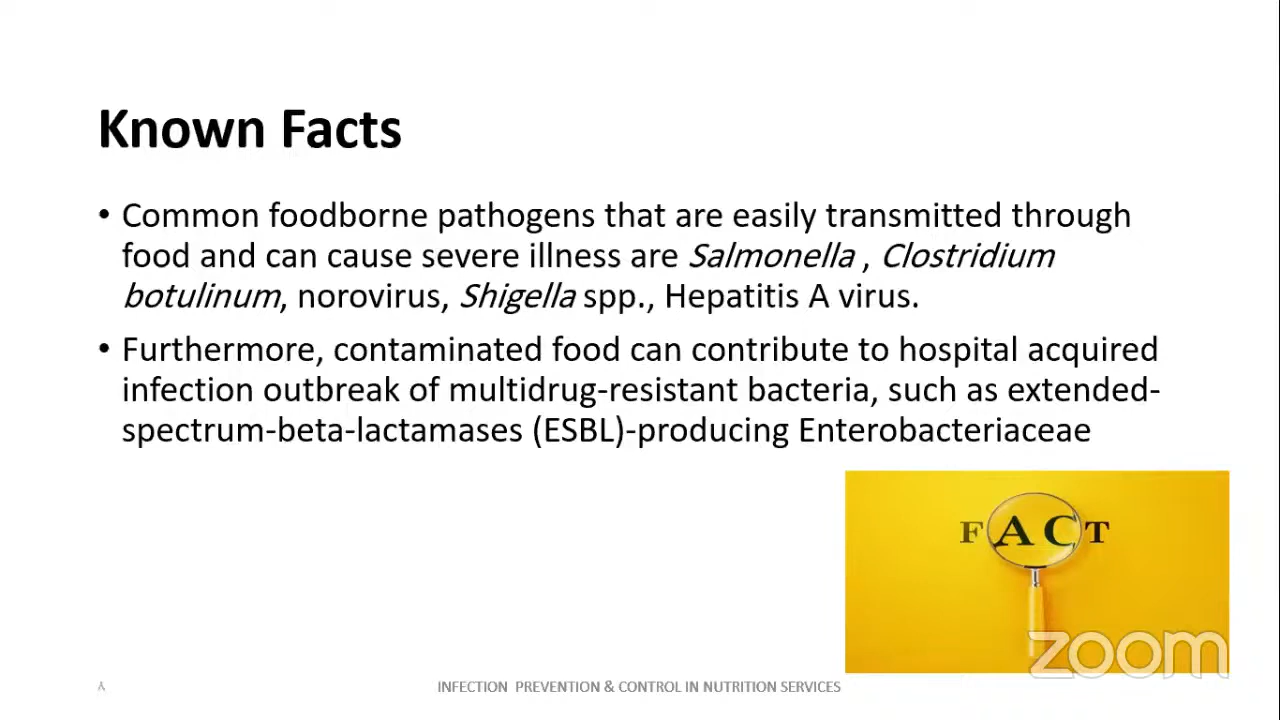 Known Facts
• Common foodborne pathogens that are easily transmitted through
food and can cause severe illness are Salmonella , Clostridium
botulinum, norovirus, Shigella spp., Hepatitis A virus.
• Furthermore, contaminated food can contribute to hospital acquired
infection outbreak of multidrug-resistant bacteria, such as extended-
spectrum-beta-lactamases (ESBL)-producing Enterobacteriaceae
FACT
zoom
٨
INFECTION PREVENTION & CONTROL IN NUTRITION SERVICES